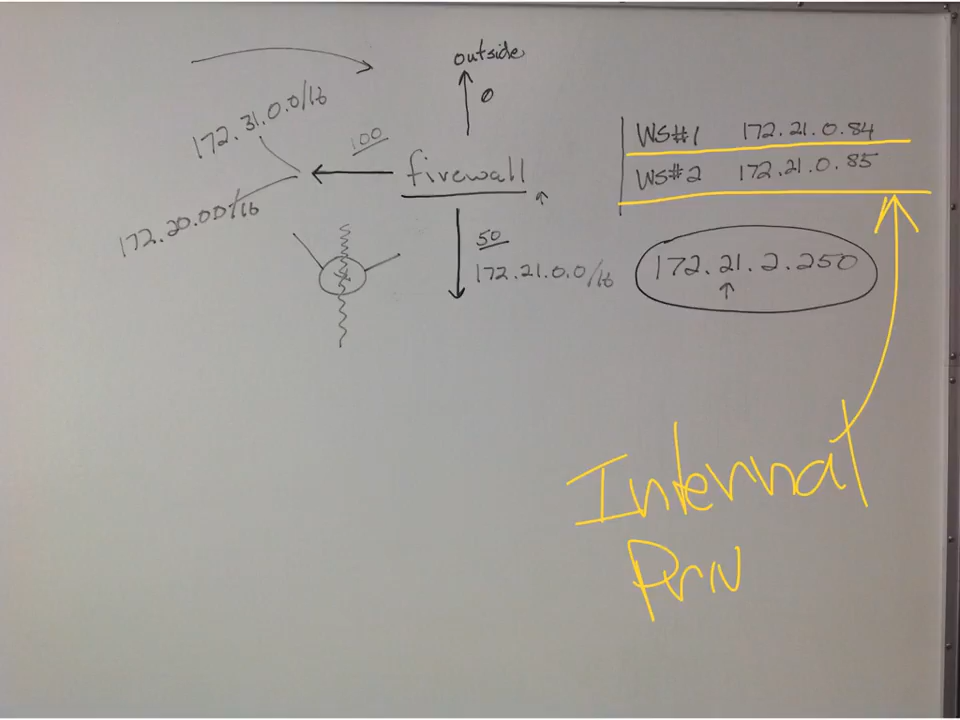 outside
0
172.31.0.0/16
100
firewall
172.20.0.0/16
50
172.21.0.0/16
WS#1 172.21.0.84
WS#2 172.21.0.85
172.21.2.250
Internal